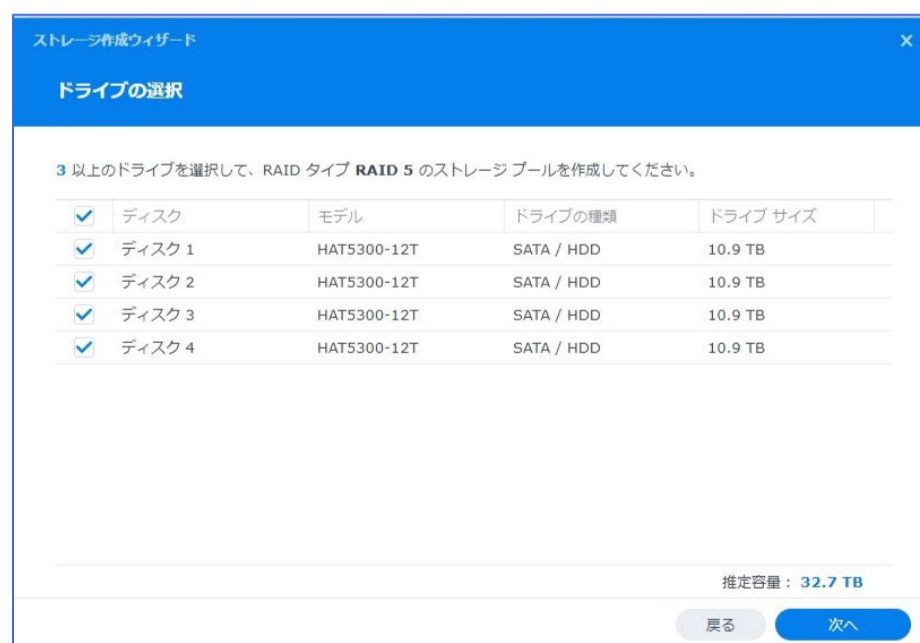 ストレージ作成ウィザード
ドライブの選択
3 以上のドライブを選択して、RAID タイプ RAID 5 のストレージ プールを作成してください。
ディスク モデル ドライブの種類 ドライブ サイズ
ディスク 1 HAT5300-12T SATA / HDD 10.9 TB
ディスク 2 HAT5300-12T SATA / HDD 10.9 TB
ディスク 3 HAT5300-12T SATA / HDD 10.9 TB
ディスク 4 HAT5300-12T SATA / HDD 10.9 TB
推定容量： 32.7 TB
戻る 次へ